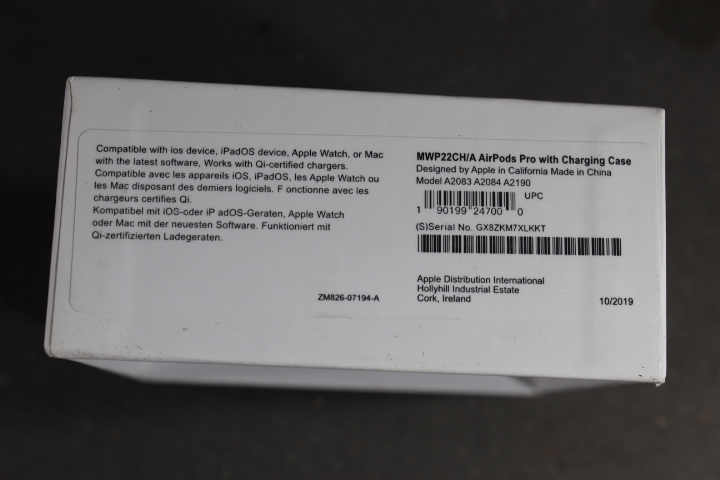 Compatible with ios device, iPadOS device, Apple Watch, or Mac
with the latest software, Works with Qi-certified chargers.
Compatible avec les appareils iOS, iPadOS, les Apple Watch ou
les Mac disposant des demiers logiciels. F onctionne avec les
chargeurs certifies Qi.
Kompatibel mit iOS-oder iP adOS-Geraten, Apple Watch
oder Mac mit der neuesten Software. Funktioniert mit
Qi-zertifizierten Ladegeraten.
ZM826-07194-A
MWP22CH/A AirPods Pro with Charging Case
Designed by Apple in California Made in China
Model A2083 A2084 A2190
UPC
1 90199 24700 0
(S)Serial No. GX8ZKM7XLKKT
Apple Distribution International
Hollyhill Industrial Estate
Cork, Ireland
10/2019